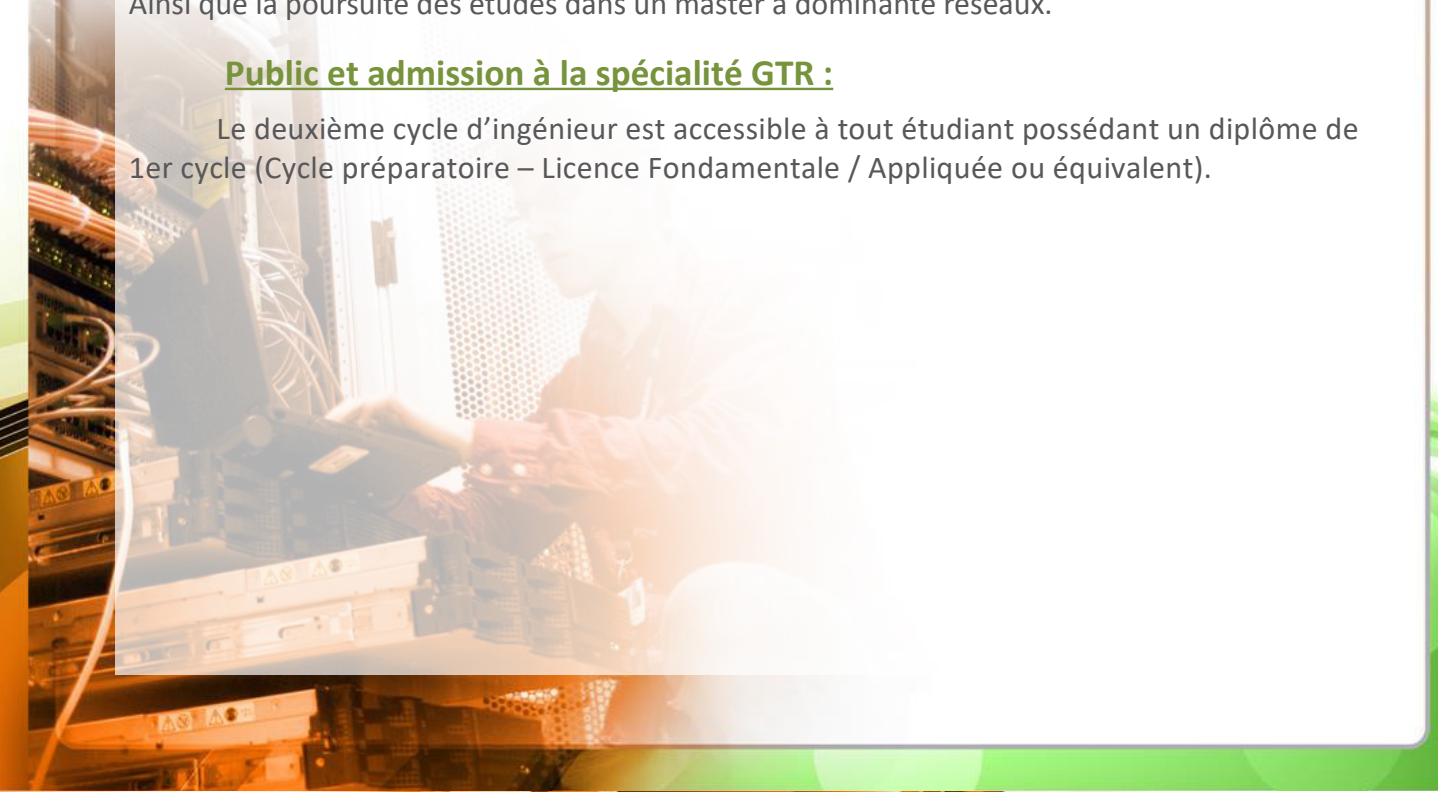 Ainsi que la poursuite des études dans un master à dominante réseaux.
Public et admission à la spécialité GTR :
Le deuxième cycle d’ingénieur est accessible à tout étudiant possédant un diplôme de
1er cycle (Cycle préparatoire – Licence Fondamentale / Appliquée ou équivalent).